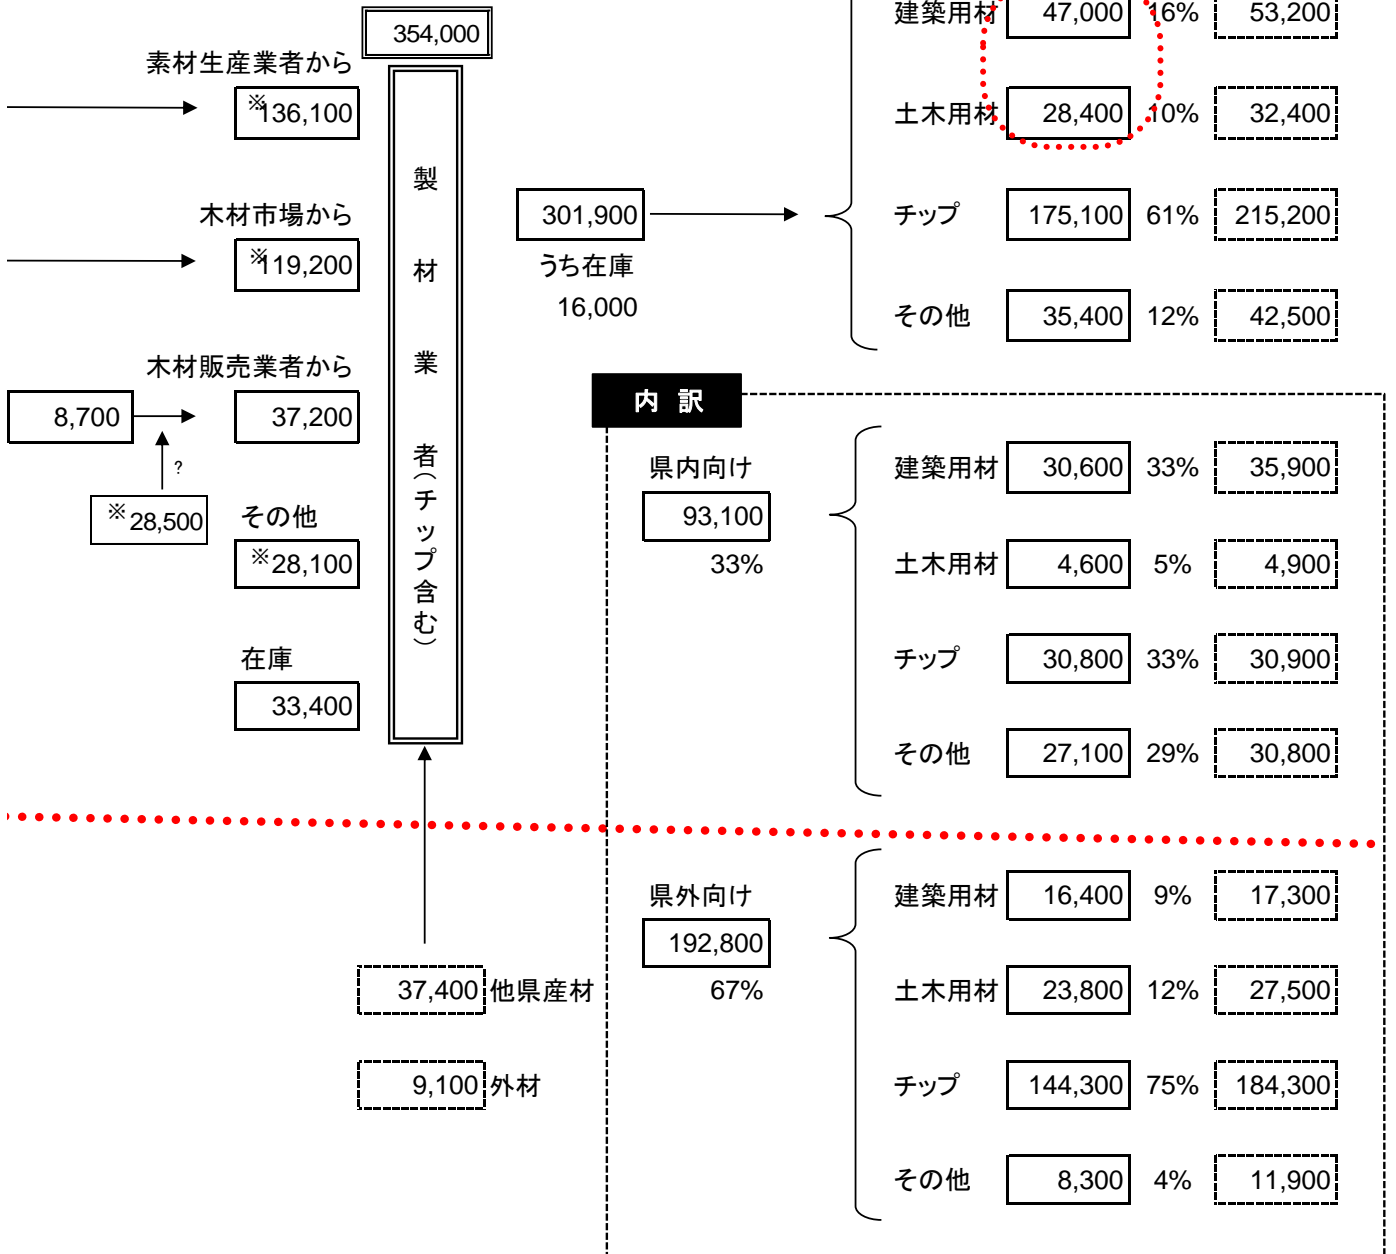 354,000
建築用材 47,000 16% 53,200
素材生産業者から
※136,100
土木用材 28,400 10% 32,400
木材市場から
※119,200
301,900
チップ 175,100 61% 215,200
うち在庫
16,000
その他 35,400 12% 42,500
製材業者(チップ含む)
木材販売業者から
8,700
37,200
?
※28,500
その他
※28,100
在庫
33,400
内 訳
県内向け
93,100
33%
建築用材 30,600 33% 35,900
土木用材 4,600 5% 4,900
チップ 30,800 33% 30,900
その他 27,100 29% 30,800
県外向け
192,800
67%
建築用材 16,400 9% 17,300
土木用材 23,800 12% 27,500
チップ 144,300 75% 184,300
その他 8,300 4% 11,900
37,400 他県産材
9,100 外材